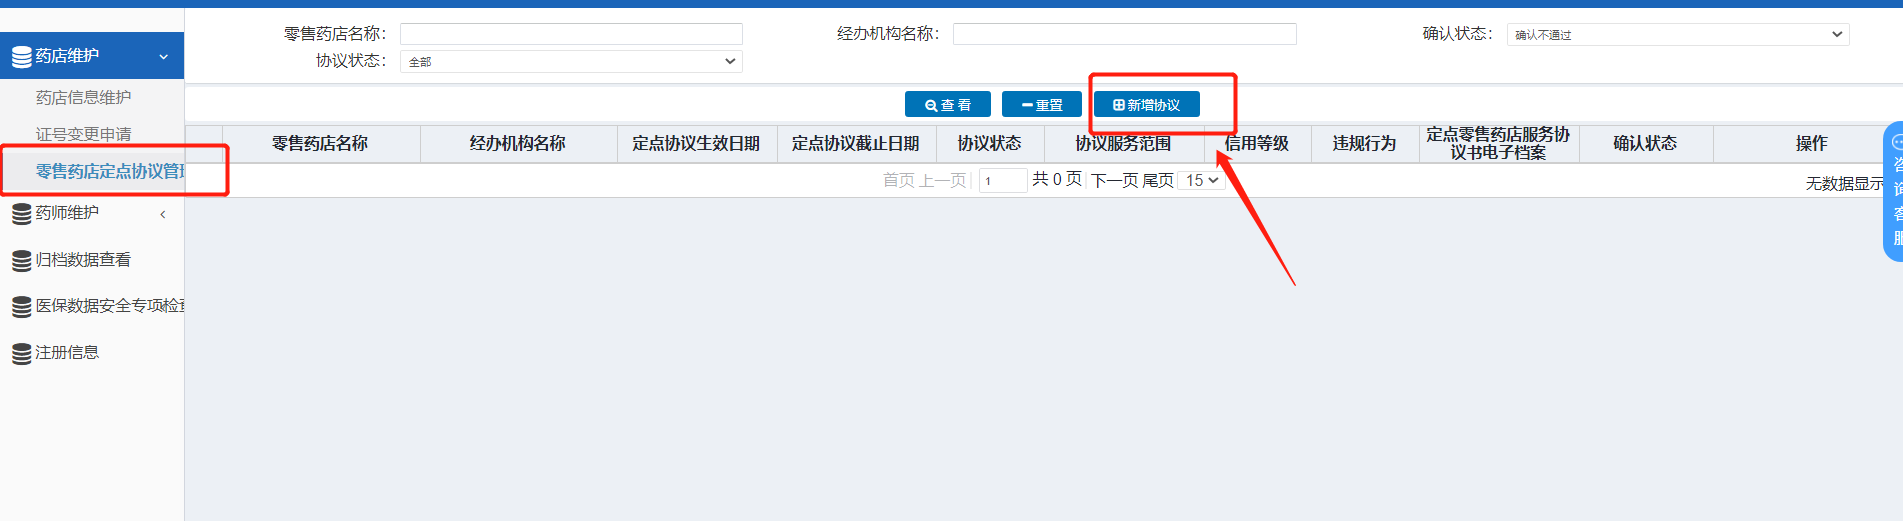 零售药店名称：
经办机构名称：
确认状态：
确认不通过
协议状态：
全部
查看
重置
新增协议
药店维护
药店信息维护
证号变更申请
零售药店定点协议管理
药师维护
归档数据查看
医保数据安全专项检查
注册信息
零售药店名称
经办机构名称
定点协议生效日期
定点协议截止日期
协议状态
协议服务范围
信用等级
违规行为
定点零售药店服务协
议书电子档案
确认状态
操作
首页 上一页 1 共 0 页 下一页 尾页 15
无数据显示
咨
询
客
服